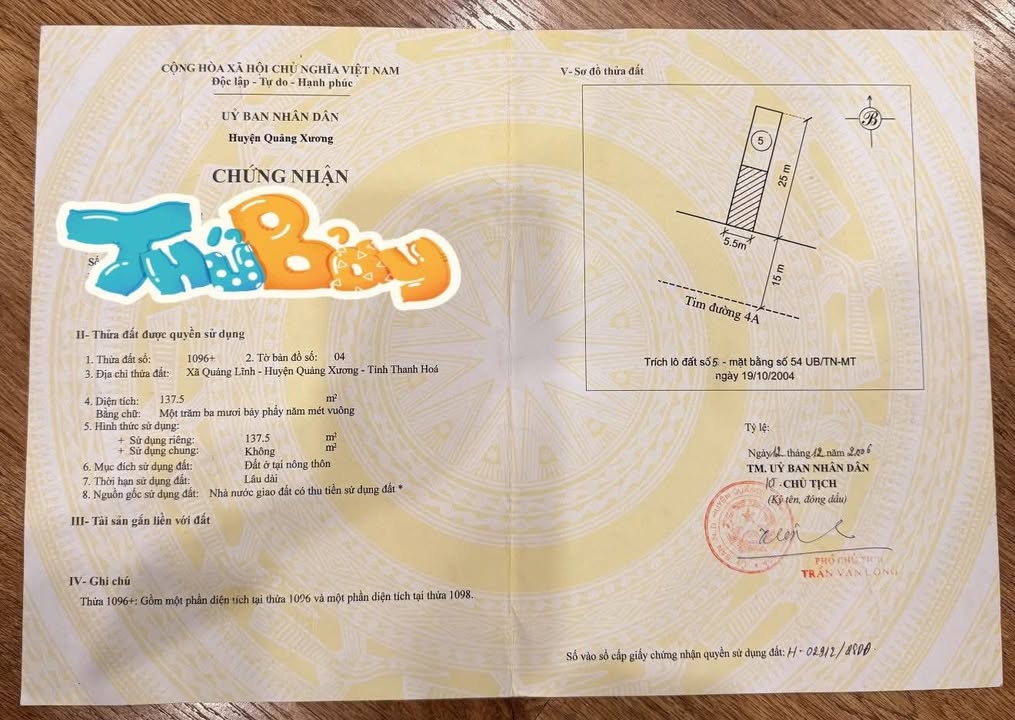 CỘNG HÒA XÃ HỘI CHỦ NGHĨA VIỆT NAM
Độc lập - Tự do - Hạnh phúc
UỶ BAN NHÂN DÂN
Huyện Quảng Xương
CHỨNG NHẬN
Thứ Bảy
Số
II- Thửa đất được quyền sử dụng
1. Thửa đất số: 1096+ 2. Tờ bản đồ số: 04
3. Địa chỉ thửa đất: Xã Quảng Lĩnh - Huyện Quảng Xương - Tỉnh Thanh Hoá
4. Diện tích: 137.5 m²
Bằng chữ: Một trăm ba mươi bảy phẩy năm mét vuông
5. Hình thức sử dụng:
+ Sử dụng riêng: 137.5 m²
+ Sử dụng chung: Không m²
6. Mục đích sử dụng đất: Đất ở tại nông thôn
7. Thời hạn sử dụng đất: Lâu dài
8. Nguồn gốc sử dụng đất: Nhà nước giao đất có thu tiền sử dụng đất *
III- Tài sản gắn liền với đất
IV- Ghi chú
Thửa 1096+: Gồm một phần diện tích tại thửa 1096 và một phần diện tích tại thửa 1098.
V- Sơ đồ thửa đất
B
5
25 m
5.5m
15 m
Tim đường 4A
Trích lô đất số 5 - mặt bằng số 54 UB/TN-MT
ngày 19/10/2004
Tỷ lệ:
Ngày 12 tháng 12 năm 2006
TM. UỶ BAN NHÂN DÂN
CHỦ TỊCH
(Ký tên, đóng dấu)
PHÓ CHỦ TỊCH
TRẦN VĂN LONG
Số vào sổ cấp giấy chứng nhận quyền sử dụng đất: H-02912/